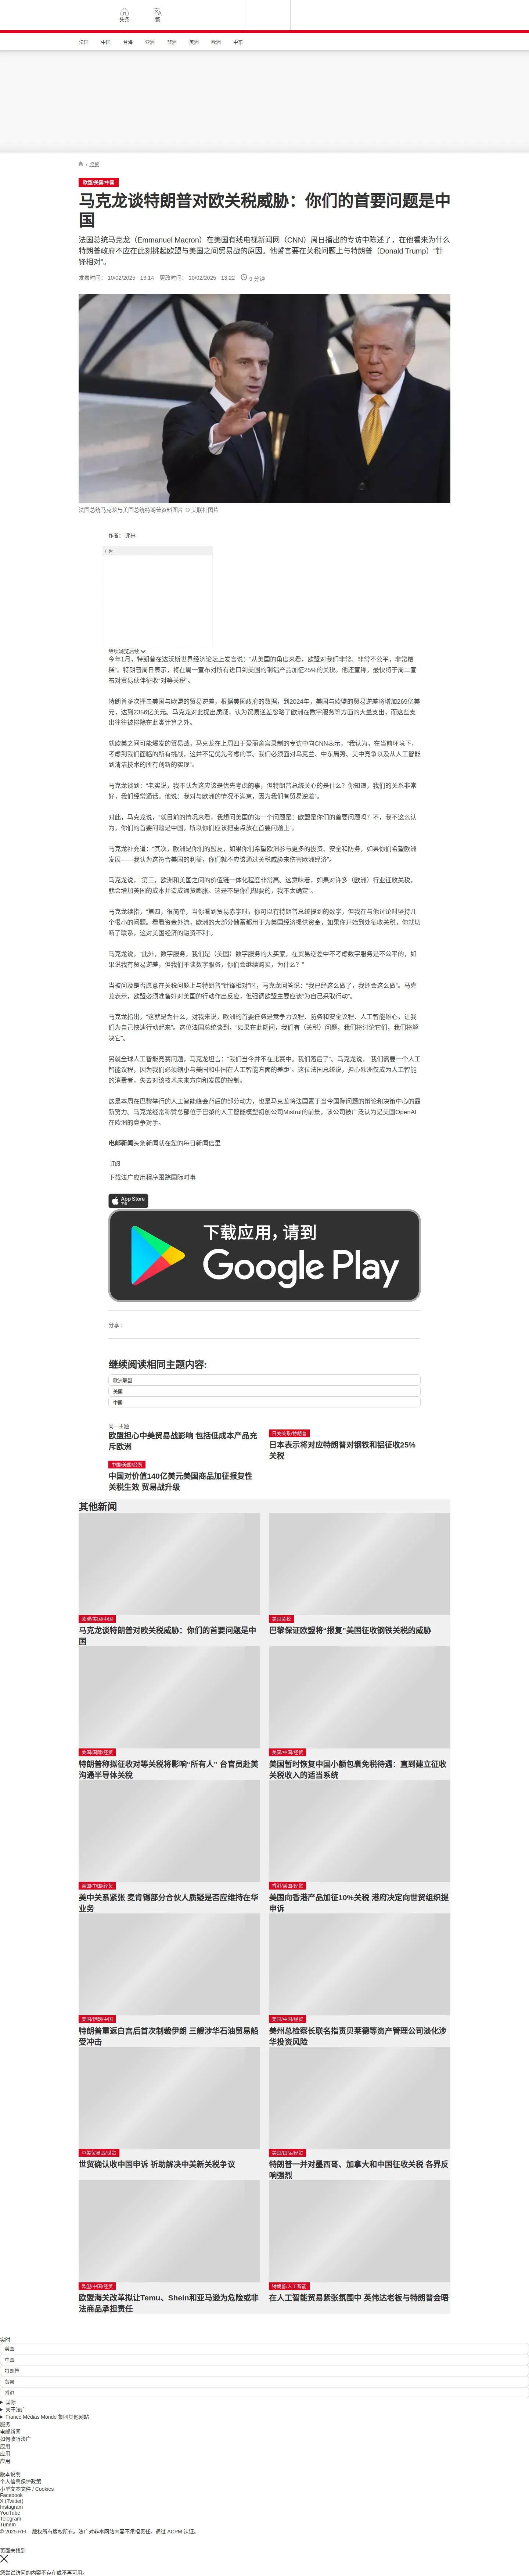 头条
繁
法国
中国
台海
亚洲
非洲
美洲
欧洲
中东
/ 经贸
欧盟/美国/中国
马克龙谈特朗普对欧关税威胁：你们的首要问题是中
国
法国总统马克龙（Emmanuel Macron）在美国有线电视新闻网（CNN）周日播出的专访中陈述了，在他看来为什么
特朗普政府不应在此刻挑起欧盟与美国之间贸易战的原因。他誓言要在关税问题上与特朗普（Donald Trump）“针
锋相对”。
发表时间： 10/02/2025 - 13:14 更改时间： 10/02/2025 - 13:22
9 分钟
法国总统马克龙与美国总统特朗普资料图片 © 美联社图片
作者： 弗林
广告
继续浏览后续
今年1月，特朗普在达沃斯世界经济论坛上发言说：“从美国的角度来看，欧盟对我们非常、非常不公平，非常糟
糕”。特朗普周日表示，将在周一宣布对所有进口到美国的钢铝产品加征25%的关税。他还宣称，最快将于周二宣
布对贸易伙伴征收“对等关税”。
特朗普多次抨击美国与欧盟的贸易逆差，根据美国政府的数据，到2024年，美国与欧盟的贸易逆差将增加269亿美
元，达到2356亿美元。马克龙对此提出质疑，认为贸易逆差忽略了欧洲在数字服务等方面的大量支出，而这些支
出往往被排除在此类计算之外。
就欧美之间可能爆发的贸易战，马克龙在上周四于爱丽舍宫录制的专访中向CNN表示，“我认为，在当前环境下，
考虑到我们面临的所有挑战，这并不是优先考虑的事。我们必须面对乌克兰、中东局势、美中竞争以及从人工智能
到清洁技术的所有创新的实现”。
马克龙谈到：“老实说，我不认为这应该是优先考虑的事，但特朗普总统关心的是什么？你知道，我们的关系非常
好，我们经常通话。他说：我对与欧洲的情况不满意，因为我们有贸易逆差”。
对此，马克龙说，“就目前的情况来看，我想问美国的第一个问题是：欧盟是你们的首要问题吗？不，我不这么认
为。你们的首要问题是中国，所以你们应该把重点放在首要问题上”。
马克龙补充道：“其次，欧洲是你们的盟友，如果你们希望欧洲参与更多的投资、安全和防务，如果你们希望欧洲
发展——我认为这符合美国的利益，你们就不应该通过关税威胁来伤害欧洲经济”。
马克龙说，“第三，欧洲和美国之间的价值链一体化程度非常高。这意味着，如果对许多（欧洲）行业征收关税，
就会增加美国的成本并造成通货膨胀。这是不是你们想要的，我不太确定”。
马克龙续指，“第四，很简单，当你看到贸易赤字时，你可以有特朗普总统提到的数字，但我在与他讨论时坚持几
个很小的问题。看看资金外流，欧洲的大部分储蓄都用于为美国经济提供资金，如果你开始到处征收关税，你就切
断了联系，这对美国经济的融资不利”。
马克龙说，“此外，数字服务，我们是（美国）数字服务的大买家，在贸易逆差中不考虑数字服务是不公平的，如
果说我有贸易逆差，但我们不谈数字服务，你们会继续购买，为什么？”
当被问及是否愿意在关税问题上与特朗普“针锋相对”时，马克龙回答说：“我已经这么做了，我还会这么做”。马克
龙表示，欧盟必须准备好对美国的行动作出反应，但强调欧盟主要应该“为自己采取行动”。
马克龙指出，“这就是为什么，对我来说，欧洲的首要任务是竞争力议程、防务和安全议程、人工智能雄心，让我
们为自己快速行动起来”。这位法国总统谈到，“如果在此期间，我们有（关税）问题，我们将讨论它们，我们将解
决它”。
另就全球人工智能竞赛问题，马克龙坦言：“我们当今并不在比赛中。我们落后了”。马克龙说，“我们需要一个人工
智能议程，因为我们必须缩小与美国和中国在人工智能方面的差距”。这位法国总统说，担心欧洲仅成为人工智能
的消费者，失去对该技术未来方向和发展的控制。
这是本周在巴黎举行的人工智能峰会背后的部分动力，也是马克龙将法国置于当今国际问题的辩论和决策中心的最
新努力。马克龙经常称赞总部位于巴黎的人工智能模型初创公司Mistral的前景，该公司被广泛认为是美国OpenAI
在欧洲的竞争对手。
电邮新闻头条新闻就在您的每日新闻信里
订阅
下载法广应用程序跟踪国际时事
App Store
下载应用，请到
Google Play
分享 :
继续阅读相同主题内容:
欧洲联盟
美国
中国
同一主题
欧盟担心中美贸易战影响 包括低成本产品充
斥欧洲
日美关系/特朗普
日本表示将对应特朗普对钢铁和铝征收25%
关税
中国/美国/经贸
中国对价值140亿美元美国商品加征报复性
关税生效 贸易战升级
其他新闻
欧盟/美国/中国
马克龙谈特朗普对欧关税威胁：你们的首要问题是中
国
美国关税
巴黎保证欧盟将“报复”美国征收钢铁关税的威胁
美国/国际/经贸
特朗普称拟征收对等关税将影响“所有人” 台官员赴美
沟通半导体关税
美国/中国/经贸
美国暂时恢复中国小额包裹免税待遇：直到建立征收
关税收入的适当系统
美国/中国/经贸
美中关系紧张 麦肯锡部分合伙人质疑是否应维持在华
业务
香港/美国/经贸
美国向香港产品加征10%关税 港府决定向世贸组织提
申诉
美国/伊朗/中国
特朗普重返白宫后首次制裁伊朗 三艘涉华石油贸易船
受冲击
美国/中国/经贸
美州总检察长联名指责贝莱德等资产管理公司淡化涉
华投资风险
中美贸易战/世贸
世贸确认收中国申诉 祈助解决中美新关税争议
美国/国际/经贸
特朗普一并对墨西哥、加拿大和中国征收关税 各界反
响强烈
欧盟/中国/经贸
欧盟海关改革拟让Temu、Shein和亚马逊为危险或非
法商品承担责任
特朗普/人工智能
在人工智能贸易紧张氛围中 英伟达老板与特朗普会晤
实时
美国
中国
特朗普
贸易
香港
国际
关于法广
France Médias Monde 集团其他网站
服务
电邮新闻
如何收听法广
应用
应用
应用
版本说明
个人信息保护政策
小型文本文件 / Cookies
Facebook
X (Twitter)
Instagram
YouTube
Telegram
TuneIn
© 2025 RFI – 版权所有版权所有。法广对非本网站内容不承担责任。通过 ACPM 认证。
页面未找到
您尝试访问的内容不存在或不再可用。